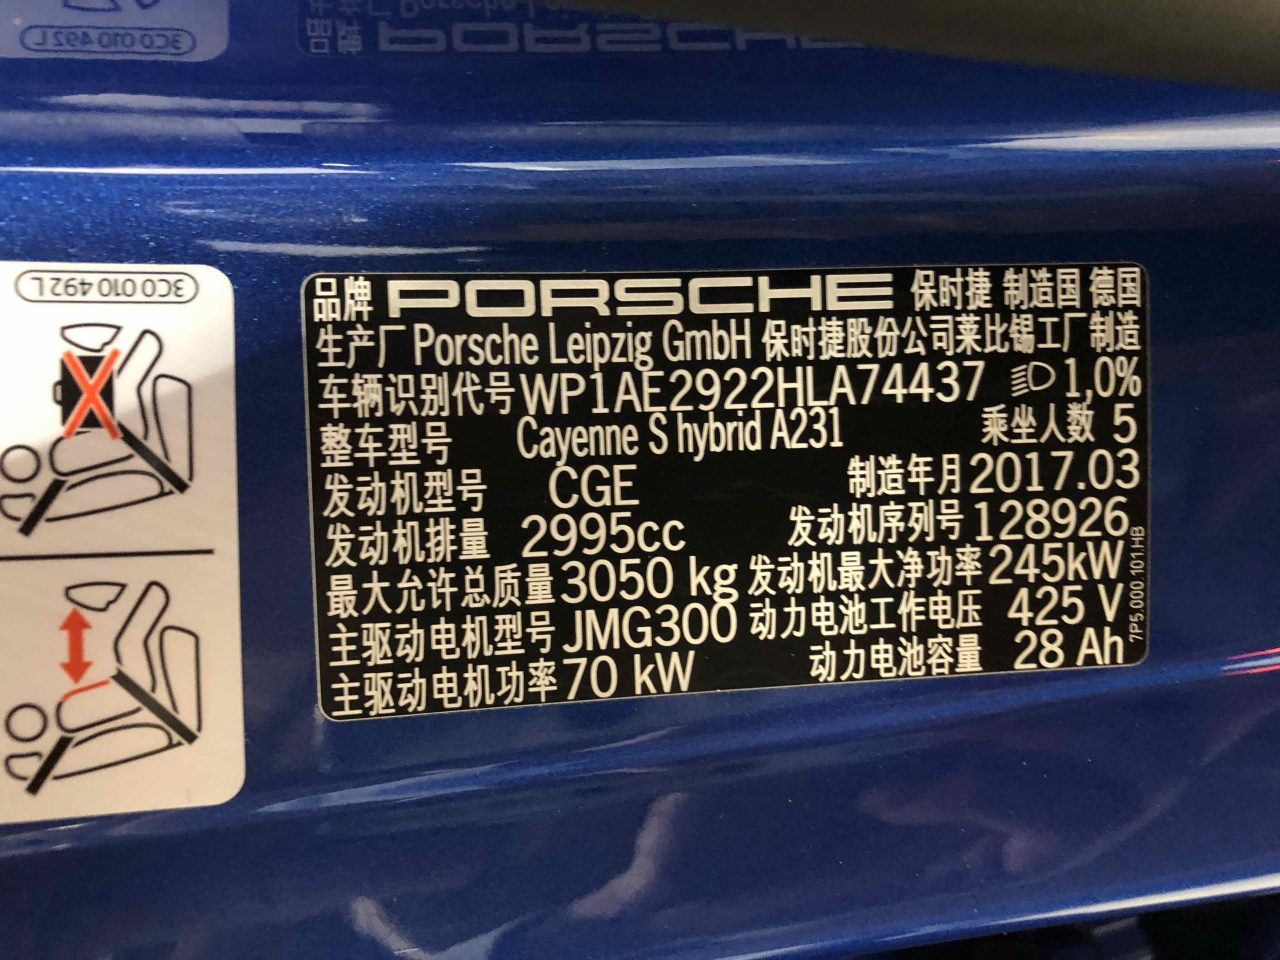 3C0 010 492 L
品牌 PORSCHE 保时捷 制造国 德国
生产厂 Porsche Leipzig GmbH 保时捷股份公司莱比锡工厂制造
车辆识别代号 WP1AE2922HLA74437 1,0%
整车型号 Cayenne S hybrid A231 乘坐人数 5
发动机型号 CGE 制造年月 2017.03
发动机排量 2995cc 发动机序列号 128926
最大允许总质量 3050 kg 发动机最大净功率 245kW
主驱动电机型号 JMG300 动力电池工作电压 425 V
主驱动电机功率 70 kW 动力电池容量 28 Ah
7P5.000.101.HB